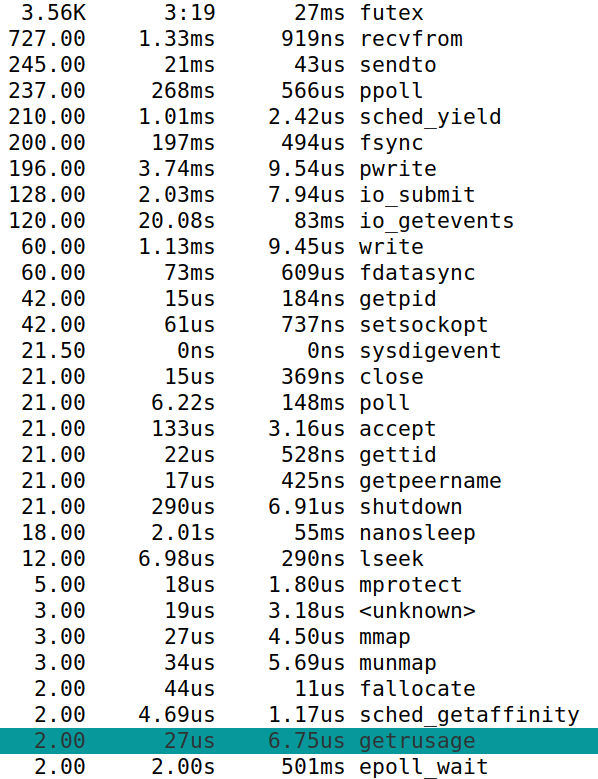 3.56K 3:19 27ms futex
727.00 1.33ms 919ns recvfrom
245.00 21ms 43us sendto
237.00 268ms 566us ppoll
210.00 1.01ms 2.42us sched_yield
200.00 197ms 494us fsync
196.00 3.74ms 9.54us pwrite
128.00 2.03ms 7.94us io_submit
120.00 20.08s 83ms io_getevents
60.00 1.13ms 9.45us write
60.00 73ms 609us fdatasync
42.00 15us 184ns getpid
42.00 61us 737ns setsockopt
21.50 0ns 0ns sysdigevent
21.00 15us 369ns close
21.00 6.22s 148ms poll
21.00 133us 3.16us accept
21.00 22us 528ns gettid
21.00 17us 425ns getpeername
21.00 290us 6.91us shutdown
18.00 2.01s 55ms nanosleep
12.00 6.98us 290ns lseek
5.00 18us 1.80us mprotect
3.00 19us 3.18us <unknown>
3.00 27us 4.50us mmap
3.00 34us 5.69us munmap
2.00 44us 11us fallocate
2.00 4.69us 1.17us sched_getaffinity
2.00 27us 6.75us getrusage
2.00 2.00s 501ms epoll_wait